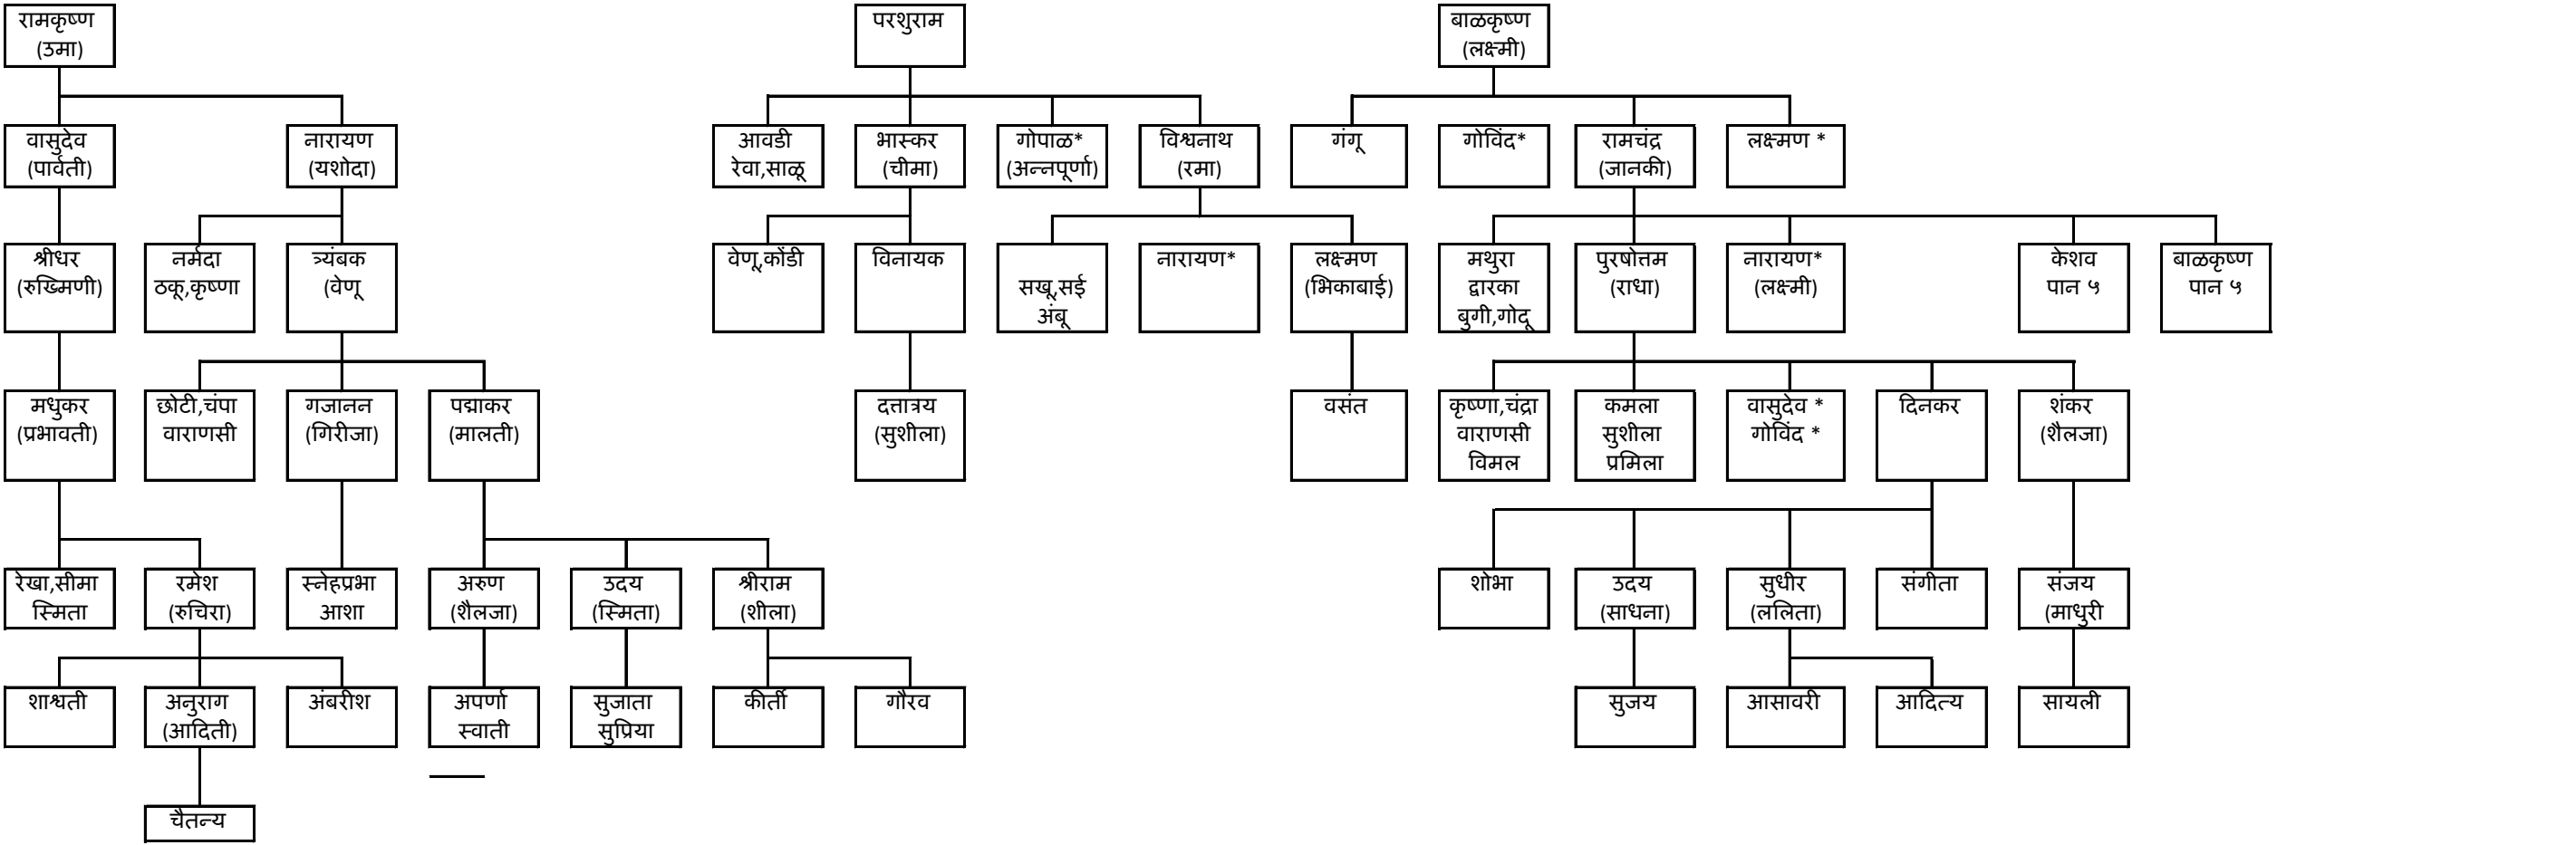 रामकृष्ण
(उमा)
परशुराम
बाळकृष्ण
(लक्ष्मी)
वासुदेव
(पार्वती)
नारायण
(यशोदा)
आवडी
रेवा,साळू
भास्कर
(चीमा)
गोपाळ*
(अन्नपूर्णा)
विश्वनाथ
(रमा)
गंगू
गोविंद*
रामचंद्र
(जानकी)
लक्ष्मण *
श्रीधर
(रुख्मिणी)
नर्मदा
ठकू,कृष्णा
त्र्यंबक
(वेणू
वेणू,कोंडी
विनायक
सखू,सई
अंबू
नारायण*
लक्ष्मण
(भिकाबाई)
मथुरा
द्वारका
बुगी,गोदू
पुरषोत्तम
(राधा)
नारायण*
(लक्ष्मी)
केशव
पान ५
बाळकृष्ण
पान ५
मधुकर
(प्रभावती)
छोटी,चंपा
वाराणसी
गजानन
(गिरीजा)
पद्माकर
(मालती)
दत्तात्रय
(सुशीला)
वसंत
कृष्णा,चंद्रा
वाराणसी
विमल
कमला
सुशीला
प्रमिला
वासुदेव *
गोविंद *
दिनकर
शंकर
(शैलजा)
रेखा,सीमा
स्मिता
रमेश
(रुचिरा)
स्नेहप्रभा
आशा
अरुण
(शैलजा)
उदय
(स्मिता)
श्रीराम
(शीला)
शोभा
उदय
(साधना)
सुधीर
(ललिता)
संगीता
संजय
(माधुरी
शाश्वती
अनुराग
(आदिती)
अंबरीश
अपर्णा
स्वाती
सुजाता
सुप्रिया
कीर्ती
गौरव
सुजय
आसावरी
आदित्य
सायली
चैतन्य